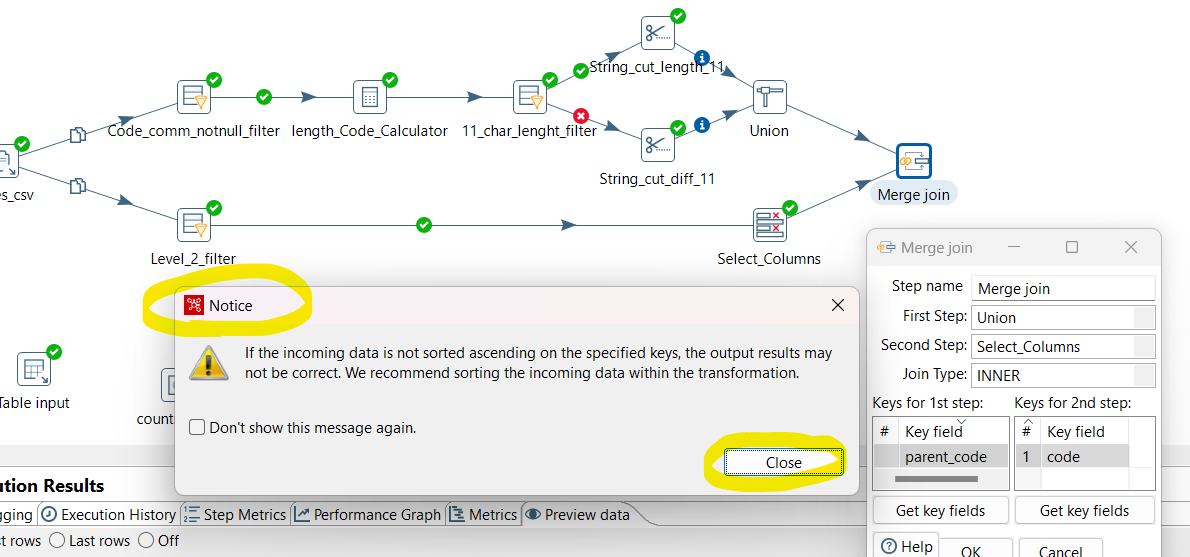 String_cut_length_11
Code_comm_notnull_filter
length_Code_Calculator
11_char_lenght_filter
Union
es_csv
String_cut_diff_11
Merge join
Level_2_filter
Select_Columns
Notice
If the incoming data is not sorted ascending on the specified keys, the output results may
not be correct. We recommend sorting the incoming data within the transformation.
Don't show this message again.
Close
Table input
count
Merge join
Step name Merge join
First Step: Union
Second Step: Select_Columns
Join Type: INNER
Keys for 1st step: Keys for 2nd step:
# Key field # Key field
parent_code 1 code
Get key fields Get key fields
Help OK Cancel
ution Results
gging Execution History Step Metrics Performance Graph Metrics Preview data
st rows Last rows Off